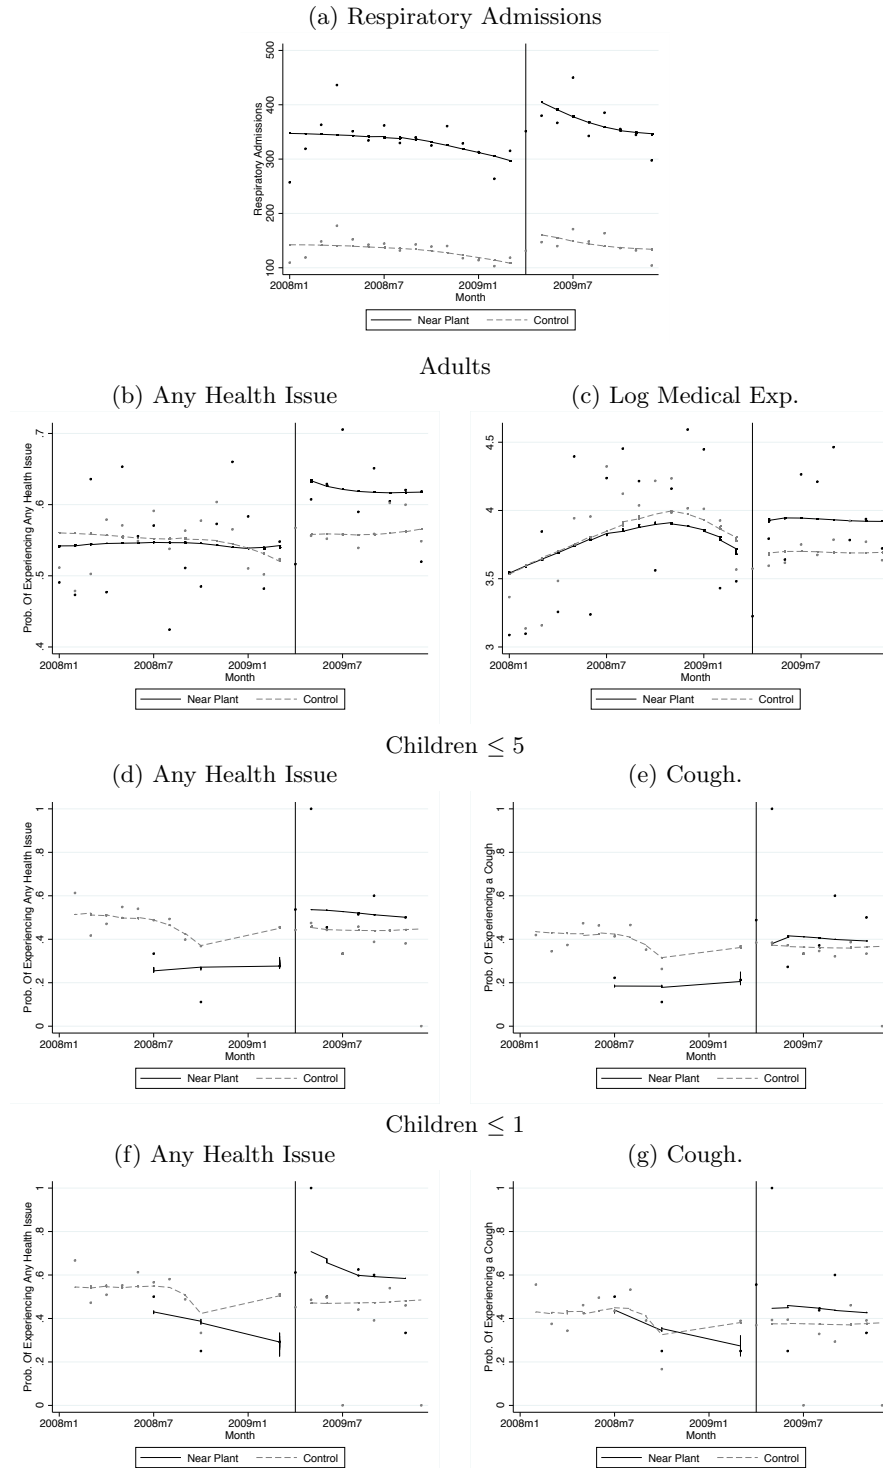 (a) Respiratory Admissions
Respiratory Admissions
500
400
300
200
100
2008m1 2008m7 2009m1 2009m7
Month
Near Plant Control
Adults
(b) Any Health Issue
Prob. Of Experiencing Any Health Issue
.7
.6
.5
.4
2008m1 2008m7 2009m1 2009m7
Month
Near Plant Control
(c) Log Medical Exp.
4.5
4
3.5
3
2008m1 2008m7 2009m1 2009m7
Month
Near Plant Control
Children ≤ 5
(d) Any Health Issue
Prob. Of Experiencing Any Health Issue
1
.8
.6
.4
.2
0
2008m1 2008m7 2009m1 2009m7
Month
Near Plant Control
(e) Cough.
Prob. Of Experiencing a Cough
1
.8
.6
.4
.2
0
2008m1 2008m7 2009m1 2009m7
Month
Near Plant Control
Children ≤ 1
(f) Any Health Issue
Prob. Of Experiencing Any Health Issue
1
.8
.6
.4
.2
0
2008m1 2008m7 2009m1 2009m7
Month
Near Plant Control
(g) Cough.
Prob. Of Experiencing a Cough
1
.8
.6
.4
.2
0
2008m1 2008m7 2009m1 2009m7
Month
Near Plant Control